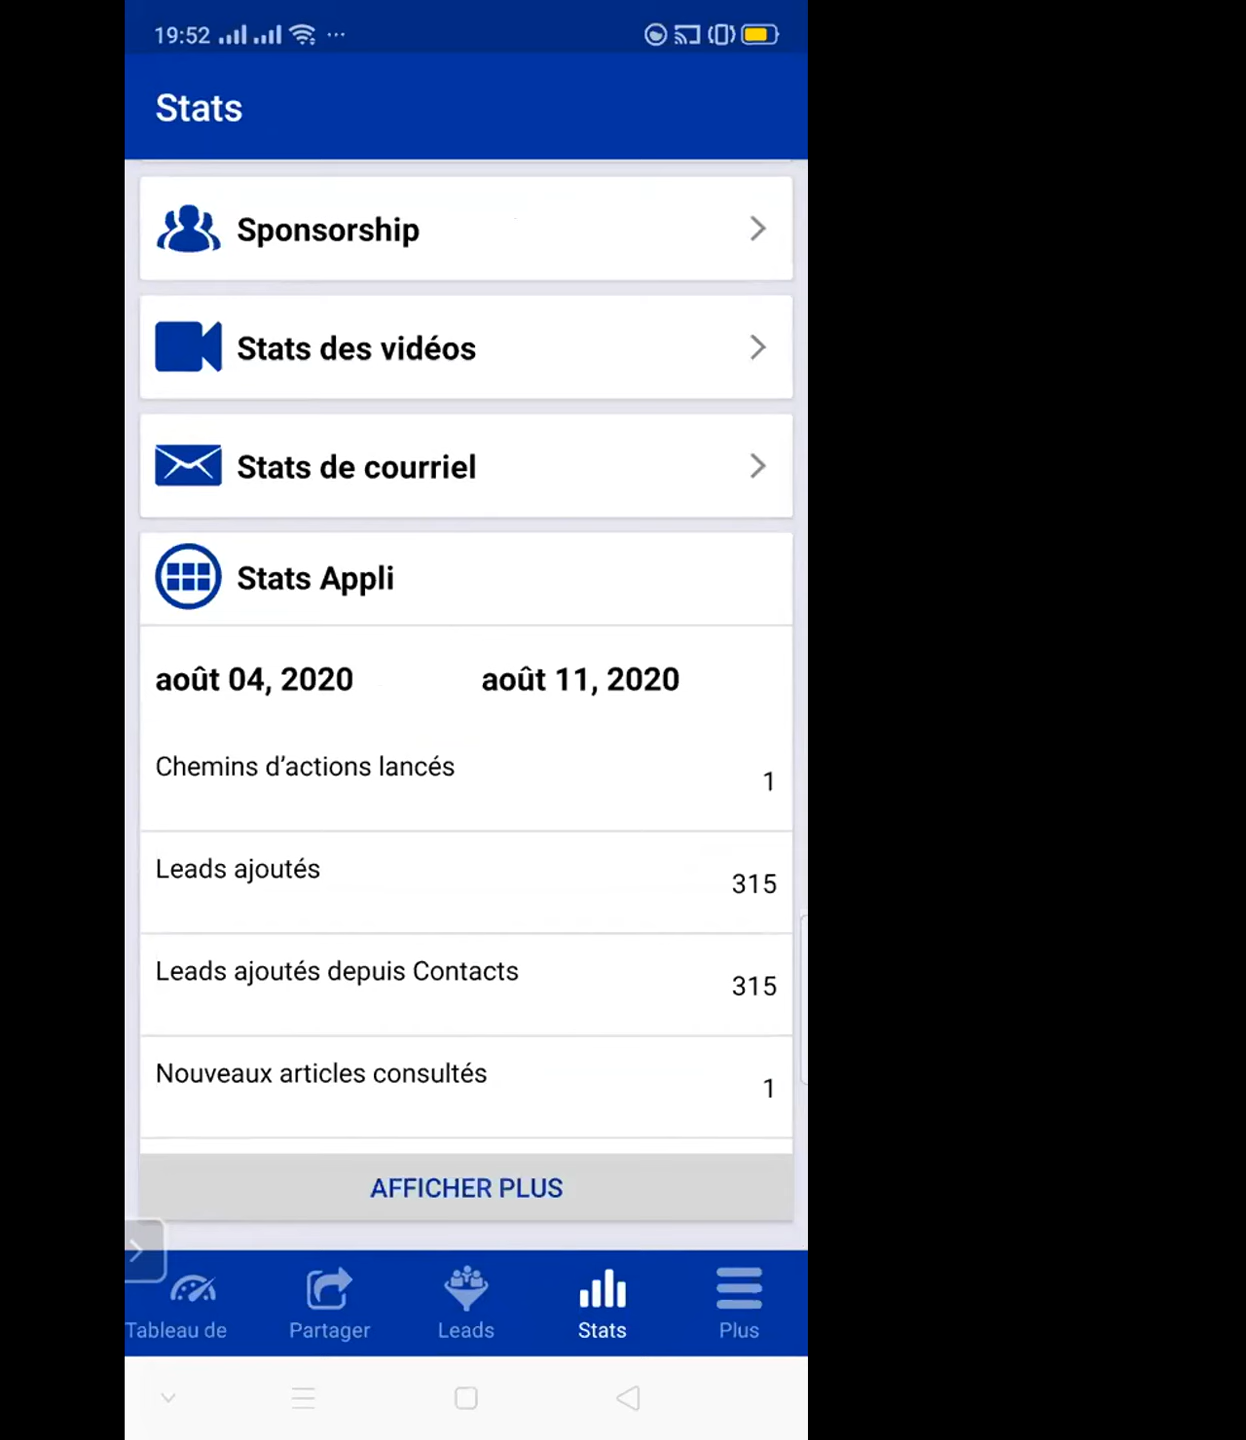 19:52
Stats
Sponsorship
Stats des vidéos
Stats de courriel
Stats Appli
août 04, 2020 août 11, 2020
Chemins d’actions lancés
1
Leads ajoutés
315
Leads ajoutés depuis Contacts
315
Nouveaux articles consultés
1
AFFICHER PLUS
Tableau de Partager Leads Stats Plus